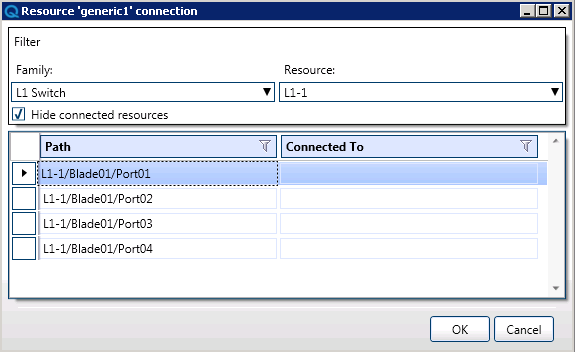 Resource 'generic1' connection
Filter
Family: Resource:
L1 Switch L1-1
Hide connected resources
Path Connected To
L1-1/Blade01/Port01
L1-1/Blade01/Port02
L1-1/Blade01/Port03
L1-1/Blade01/Port04
OK Cancel